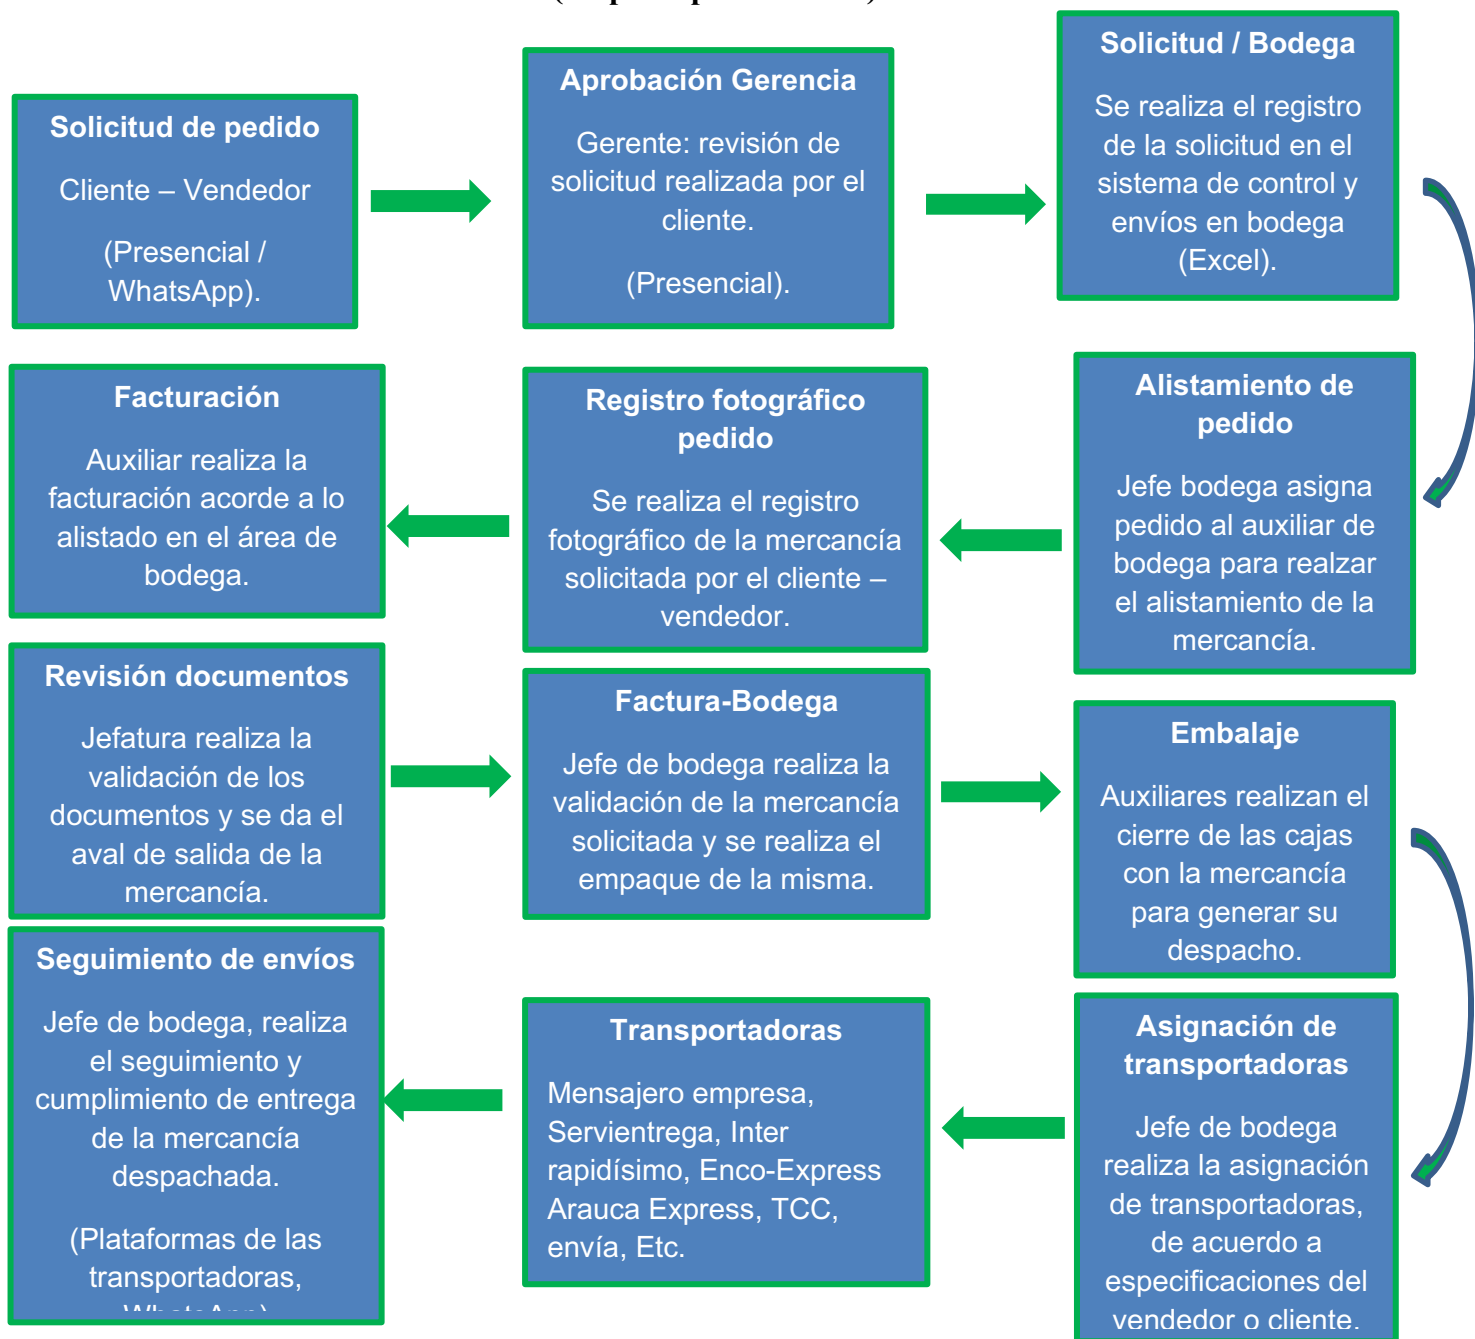 Solicitud de pedido
Cliente – Vendedor
(Presencial /
WhatsApp).
Aprobación Gerencia
Gerente: revisión de
solicitud realizada por el
cliente.
(Presencial).
Solicitud / Bodega
Se realiza el registro
de la solicitud en el
sistema de control y
envíos en bodega
(Excel).
Alistamiento de
pedido
Jefe bodega asigna
pedido al auxiliar de
bodega para realzar
el alistamiento de la
mercancía.
Registro fotográfico
pedido
Se realiza el registro
fotográfico de la mercancía
solicitada por el cliente –
vendedor.
Facturación
Auxiliar realiza la
facturación acorde a lo
alistado en el área de
bodega.
Revisión documentos
Jefatura realiza la
validación de los
documentos y se da el
aval de salida de la
mercancía.
Factura-Bodega
Jefe de bodega realiza la
validación de la mercancía
solicitada y se realiza el
empaque de la misma.
Embalaje
Auxiliares realizan el
cierre de las cajas
con la mercancía
para generar su
despacho.
Asignación de
transportadoras
Jefe de bodega
realiza la asignación
de transportadoras,
de acuerdo a
especificaciones del
vendedor o cliente.
Transportadoras
Mensajero empresa,
Servientrega, Inter
rapidísimo, Enco-Express
Arauca Express, TCC,
envía, Etc.
Seguimiento de envíos
Jefe de bodega, realiza
el seguimiento y
cumplimiento de entrega
de la mercancía
despachada.
(Plataformas de las
transportadoras,
WhatsApp)